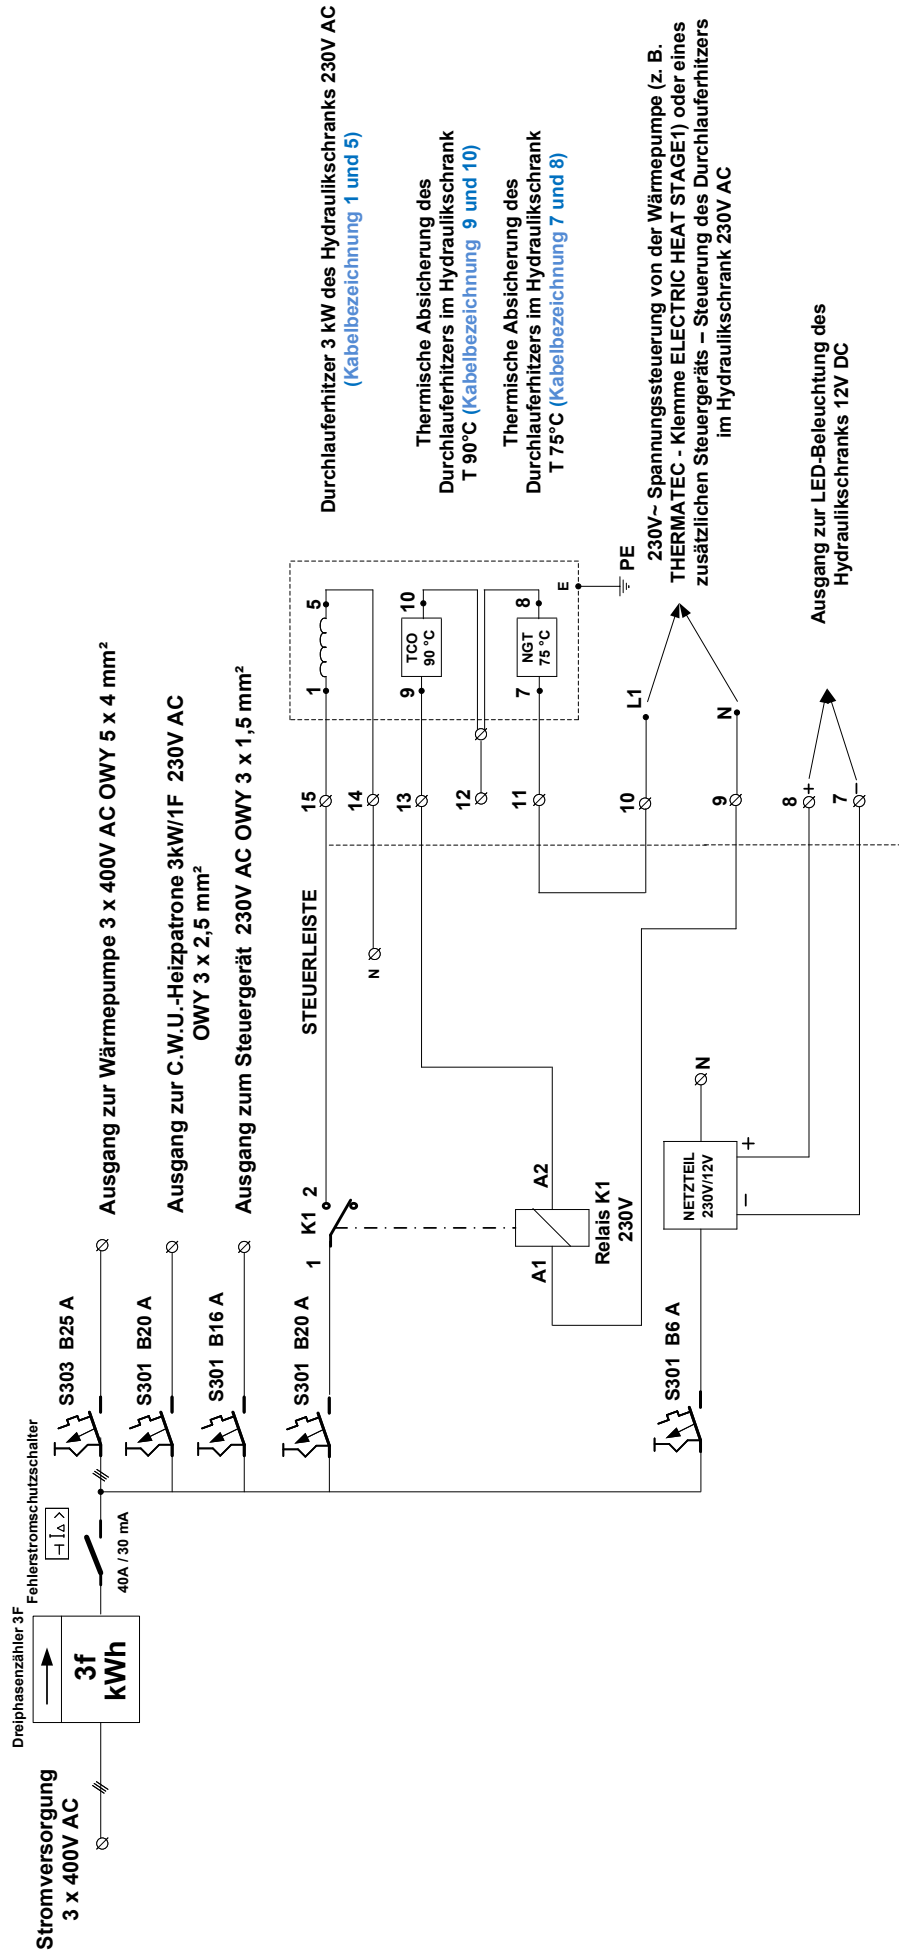 Stromversorgung
3 x 400V AC
Dreiphasenzähler 3F
3f
kWh
Fehlerstromschutzschalter
40A / 30 mA
S303 B25 A
Ausgang zur Wärmepumpe 3 x 400V AC OWY 5 x 4 mm²
S301 B20 A
Ausgang zur C.W.U.-Heizpatrone 3kW/1F 230V AC
OWY 3 x 2,5 mm²
S301 B16 A
Ausgang zum Steuergerät 230V AC OWY 3 x 1,5 mm²
S301 B20 A
1
K1
2
STEUERLEISTE
15
1
5
Durchlauferhitzer 3 kW des Hydraulikschranks 230V AC
(Kabelbezeichnung 1 und 5)
N
14
13
9
TCO
90 °C
10
Thermische Absicherung des
Durchlauferhitzers im Hydraulikschrank
T 90°C (Kabelbezeichnung 9 und 10)
12
11
7
NGT
75 °C
8
Thermische Absicherung des
Durchlauferhitzers im Hydraulikschrank
T 75°C (Kabelbezeichnung 7 und 8)
E
PE
A1
A2
Relais K1
230V
10
L1
9
N
230V~ Spannungssteuerung von der Wärmepumpe (z. B.
THERMATEC - Klemme ELECTRIC HEAT STAGE1) oder eines
zusätzlichen Steuergeräts – Steuerung des Durchlauferhitzers
im Hydraulikschrank 230V AC
S301 B6 A
NETZTEIL
230V/12V
N
–
+
8
+
7
–
Ausgang zur LED-Beleuchtung des
Hydraulikschranks 12V DC